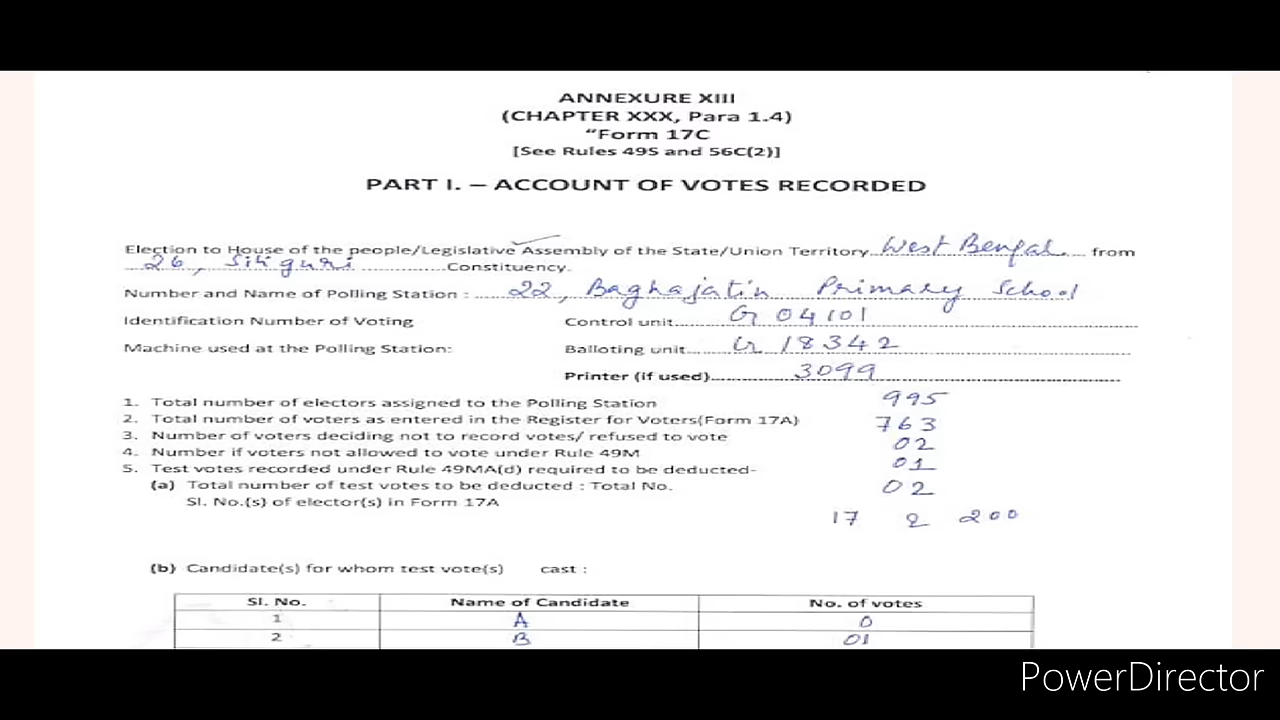 ANNEXURE XIII
(CHAPTER XXX, Para 1.4)
"Form 17C
[See Rules 49S and 56C(2)]
PART I. – ACCOUNT OF VOTES RECORDED
Election to House of the people/Legislative Assembly of the State/Union Territory West Bengal from
26, Siliguri Constituency.
Number and Name of Polling Station : 22, Baghajatin Primary School
Identification Number of Voting Control unit G 04101
Machine used at the Polling Station: Balloting unit G 18342
Printer (if used) 3099
1. Total number of electors assigned to the Polling Station 995
2. Total number of voters as entered in the Register for Voters(Form 17A) 763
3. Number of voters deciding not to record votes/ refused to vote 02
4. Number if voters not allowed to vote under Rule 49M 01
5. Test votes recorded under Rule 49MA(d) required to be deducted-
(a) Total number of test votes to be deducted : Total No. 02
Sl. No.(s) of elector(s) in Form 17A
17 & 200
(b) Candidate(s) for whom test vote(s) cast :
Sl. No. Name of Candidate No. of votes
1 A 0
2 B 01
PowerDirector